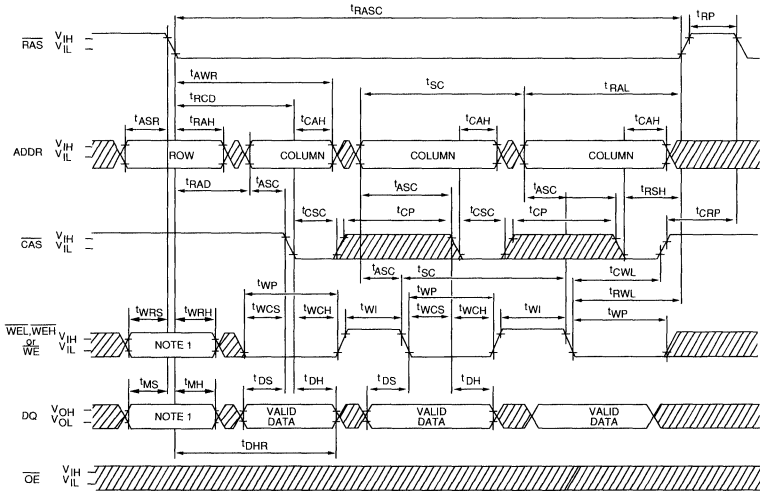 tRASC
tRP
RAS VIH
VIL
tAWR
tSC
tRAL
tRCD
tASR tRAH tCAH tCAH tCAH
ADDR VIH
VIL
ROW COLUMN COLUMN COLUMN
tRAD tASC tASC tASC tRSH
tCSC tCP tCSC tCP tCRP
CAS VIH
VIL
tASC tSC tCWL
tWP tWP tRWL
tWRS tWRH tWCS tWCH tWI tWCS tWCH tWI tWP
WEL,WEH
or
WE
VIH
VIL
NOTE 1
tMS tMH tDS tDH tDS tDH
DQ VOH
VOL
NOTE 1 VALID DATA VALID DATA VALID DATA
tDHR
OE VIH
VIL